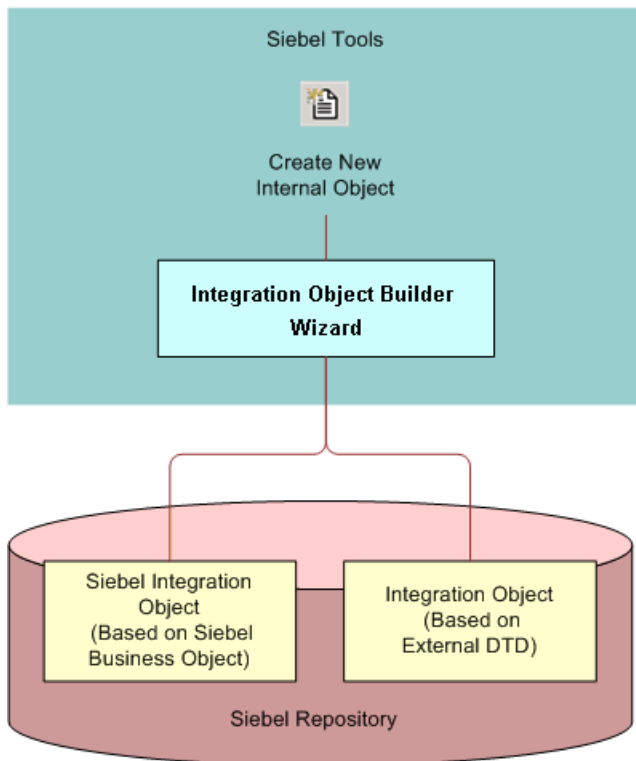 Siebel Tools
Create New
Internal Object
Integration Object Builder
Wizard
Siebel Integration
Object
(Based on Siebel
Business Object)
Integration Object
(Based on
External DTD)
Siebel Repository